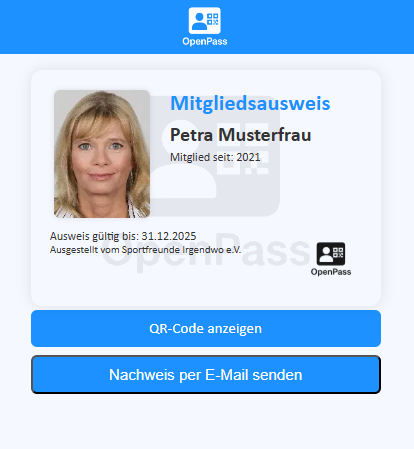 OpenPass
Mitgliedsausweis
Petra Musterfrau
Mitglied seit: 2021
Ausweis gültig bis: 31.12.2025
Ausgestellt vom Sportfreunde Irgendwo e.V.
OpenPass
OpenPass
QR-Code anzeigen
Nachweis per E-Mail senden